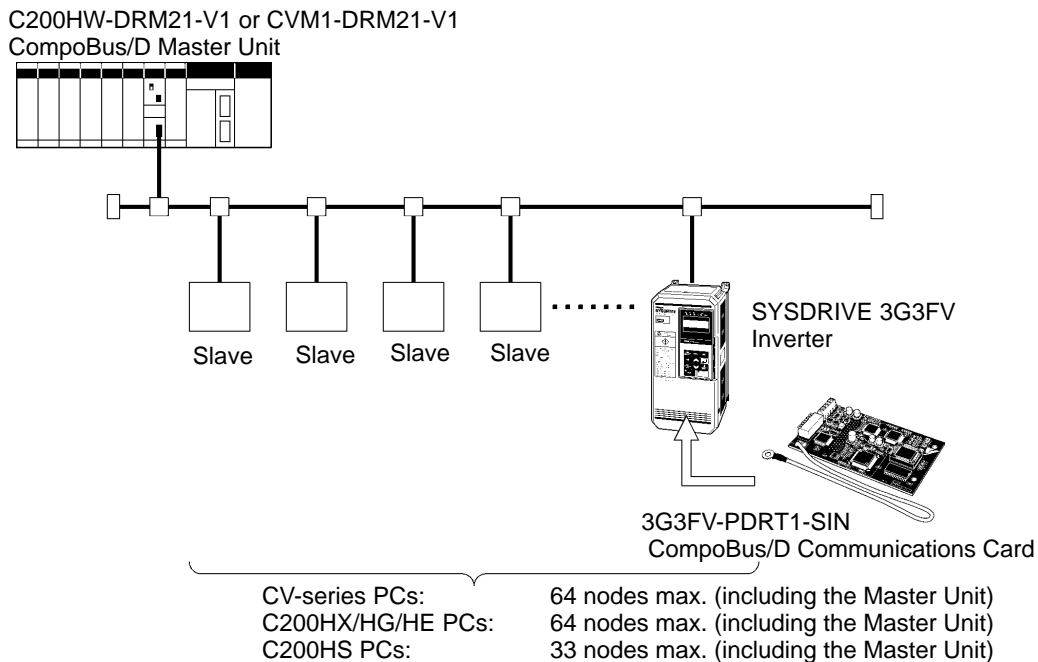 C200HW-DRM21-V1 or CVM1-DRM21-V1
CompoBus/D Master Unit
Slave
Slave
Slave
Slave
SYSDRIVE 3G3FV
Inverter
3G3FV-PDRT1-SIN
CompoBus/D Communications Card
CV-series PCs: 64 nodes max. (including the Master Unit)
C200HX/HG/HE PCs: 64 nodes max. (including the Master Unit)
C200HS PCs: 33 nodes max. (including the Master Unit)